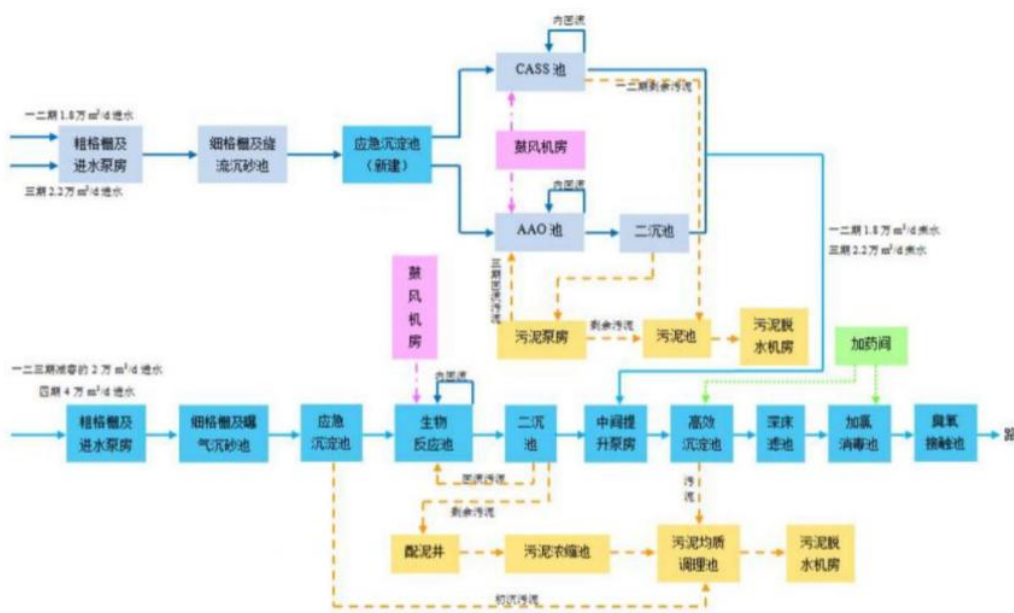 内回流
CASS 池
一二期剩余污泥
一二期 1.8万 m³/d 进水
粗格栅及
进水泵房
细格栅及旋
流沉砂池
应急沉淀池
（新建）
鼓风机房
三期 2.2万 m³/d 进水
内回流
AAO 池
二沉池
一二期 1.8万 m³/d 来水
三期 2.2万 m³/d 来水
鼓
风
机
房
三期回流污泥
污泥泵房
剩余污泥
污泥池
污泥脱
水机房
加药间
一二三期减容的 2 万 m³/d 进水
四期 4 万 m³/d 进水
内回流
粗格栅及
进水泵房
细格栅及曝
气沉砂池
应急
沉淀池
生物
反应池
二沉
池
中间提
升泵房
高效
沉淀池
深床
滤池
加氯
消毒池
臭氧
接触池
回流污泥
剩余污泥
污
泥
配泥井
污泥浓缩池
污泥均质
调理池
污泥脱
水机房
初沉污泥